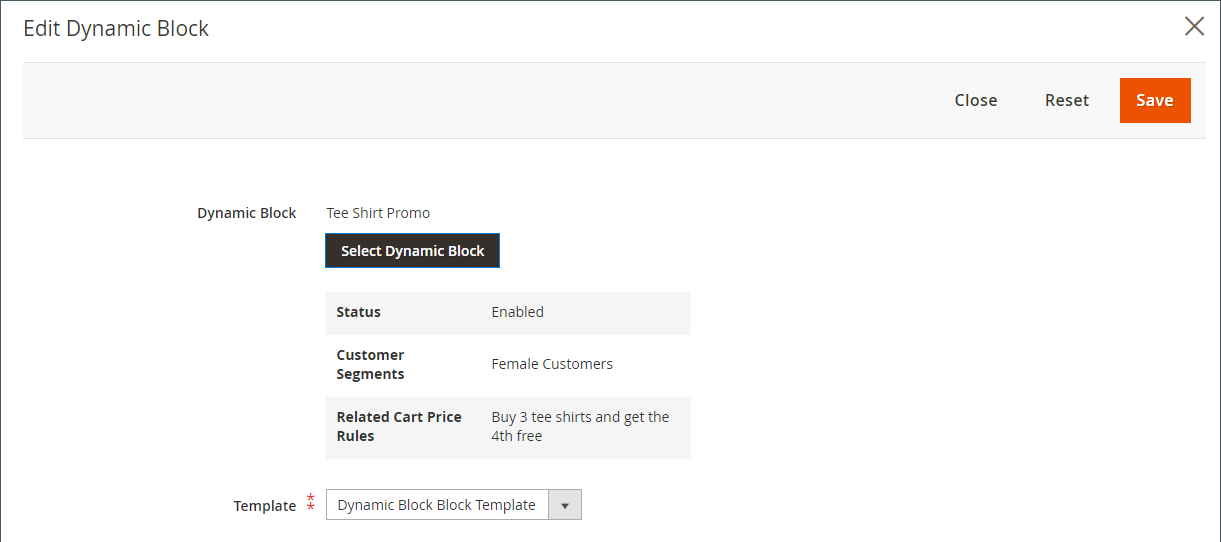 Edit Dynamic Block
Close Reset Save
Dynamic Block Tee Shirt Promo
Select Dynamic Block
Status Enabled
Customer
Segments
Female Customers
Related Cart Price Buy 3 tee shirts and get the
Rules 4th free
Template ** Dynamic Block Block Template